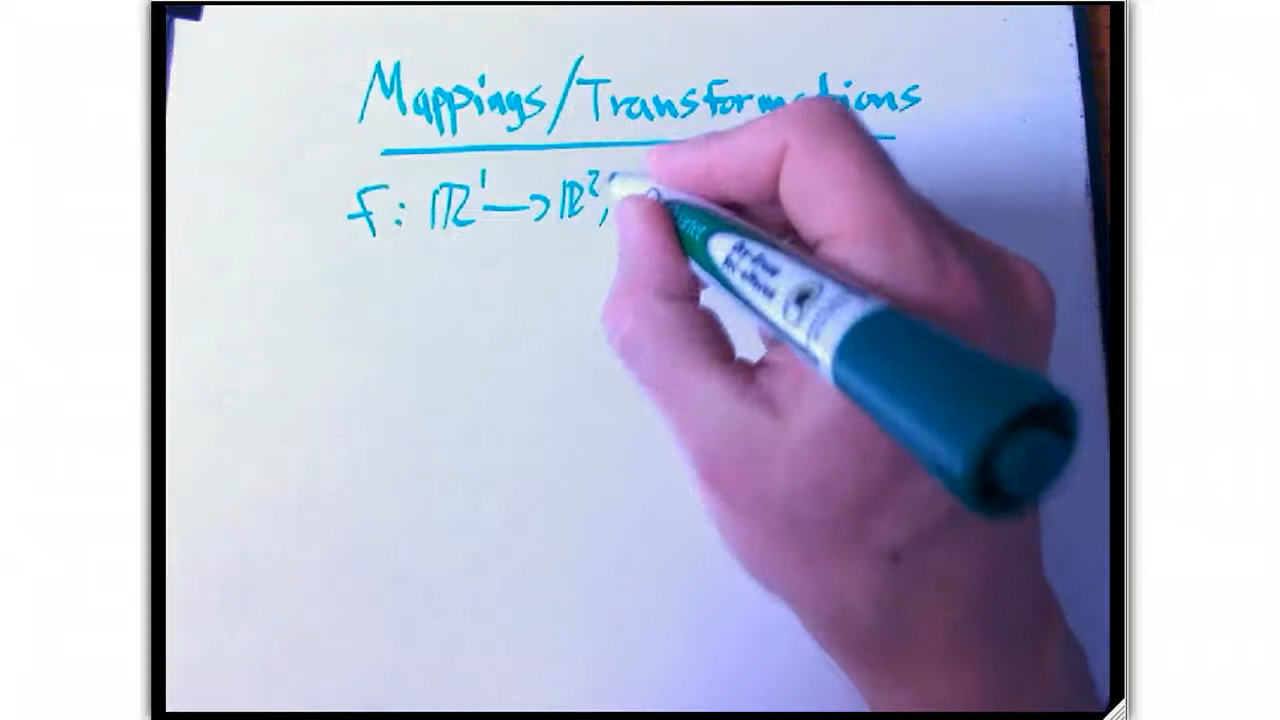 Mappings/Transformations
f: ℝ¹ → ℝ²,